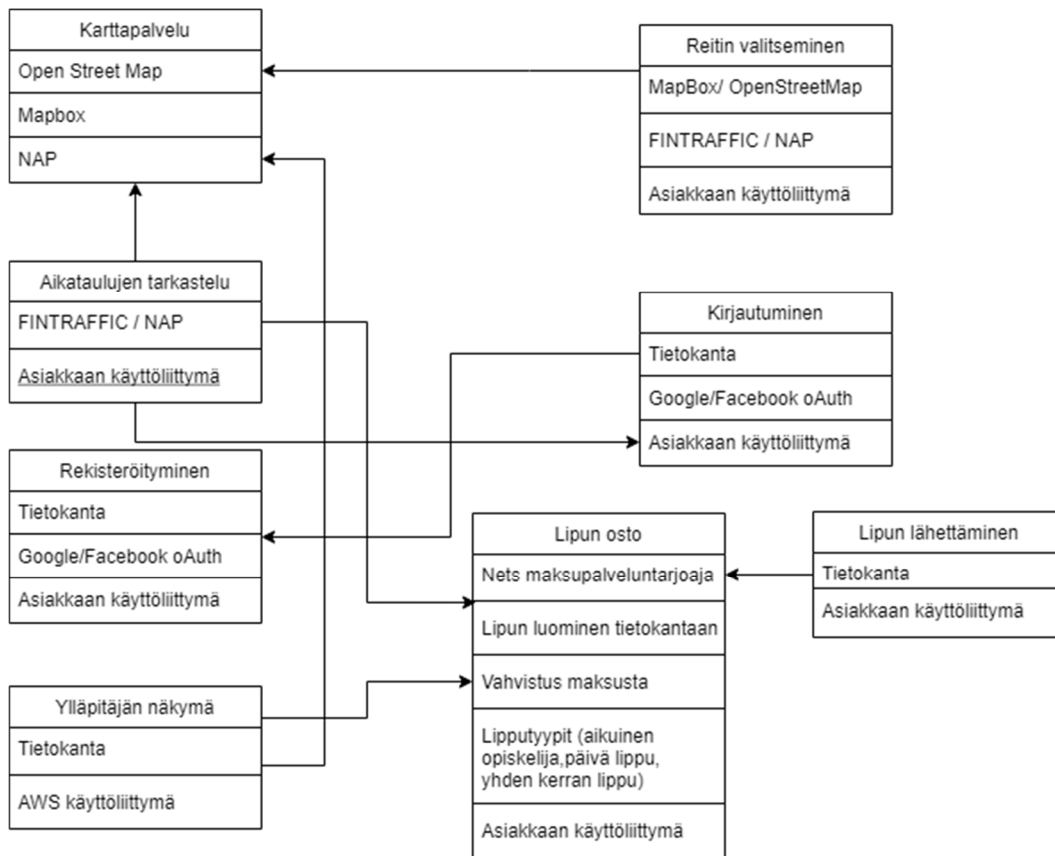 Karttapalvelu
Open Street Map
Mapbox
NAP
Reitin valitseminen
MapBox/ OpenStreetMap
FINTRAFFIC / NAP
Asiakkaan käyttöliittymä
Aikataulujen tarkastelu
FINTRAFFIC / NAP
Asiakkaan käyttöliittymä
Kirjautuminen
Tietokanta
Google/Facebook oAuth
Asiakkaan käyttöliittymä
Rekisteröityminen
Tietokanta
Google/Facebook oAuth
Asiakkaan käyttöliittymä
Lipun osto
Nets maksupalveluntarjoaja
Lipun luominen tietokantaan
Vahvistus maksusta
Lipputyypit (aikuinen
opiskelija,päivä lippu,
yhden kerran lippu)
Asiakkaan käyttöliittymä
Lipun lähettäminen
Tietokanta
Asiakkaan käyttöliittymä
Ylläpitäjän näkymä
Tietokanta
AWS käyttöliittymä